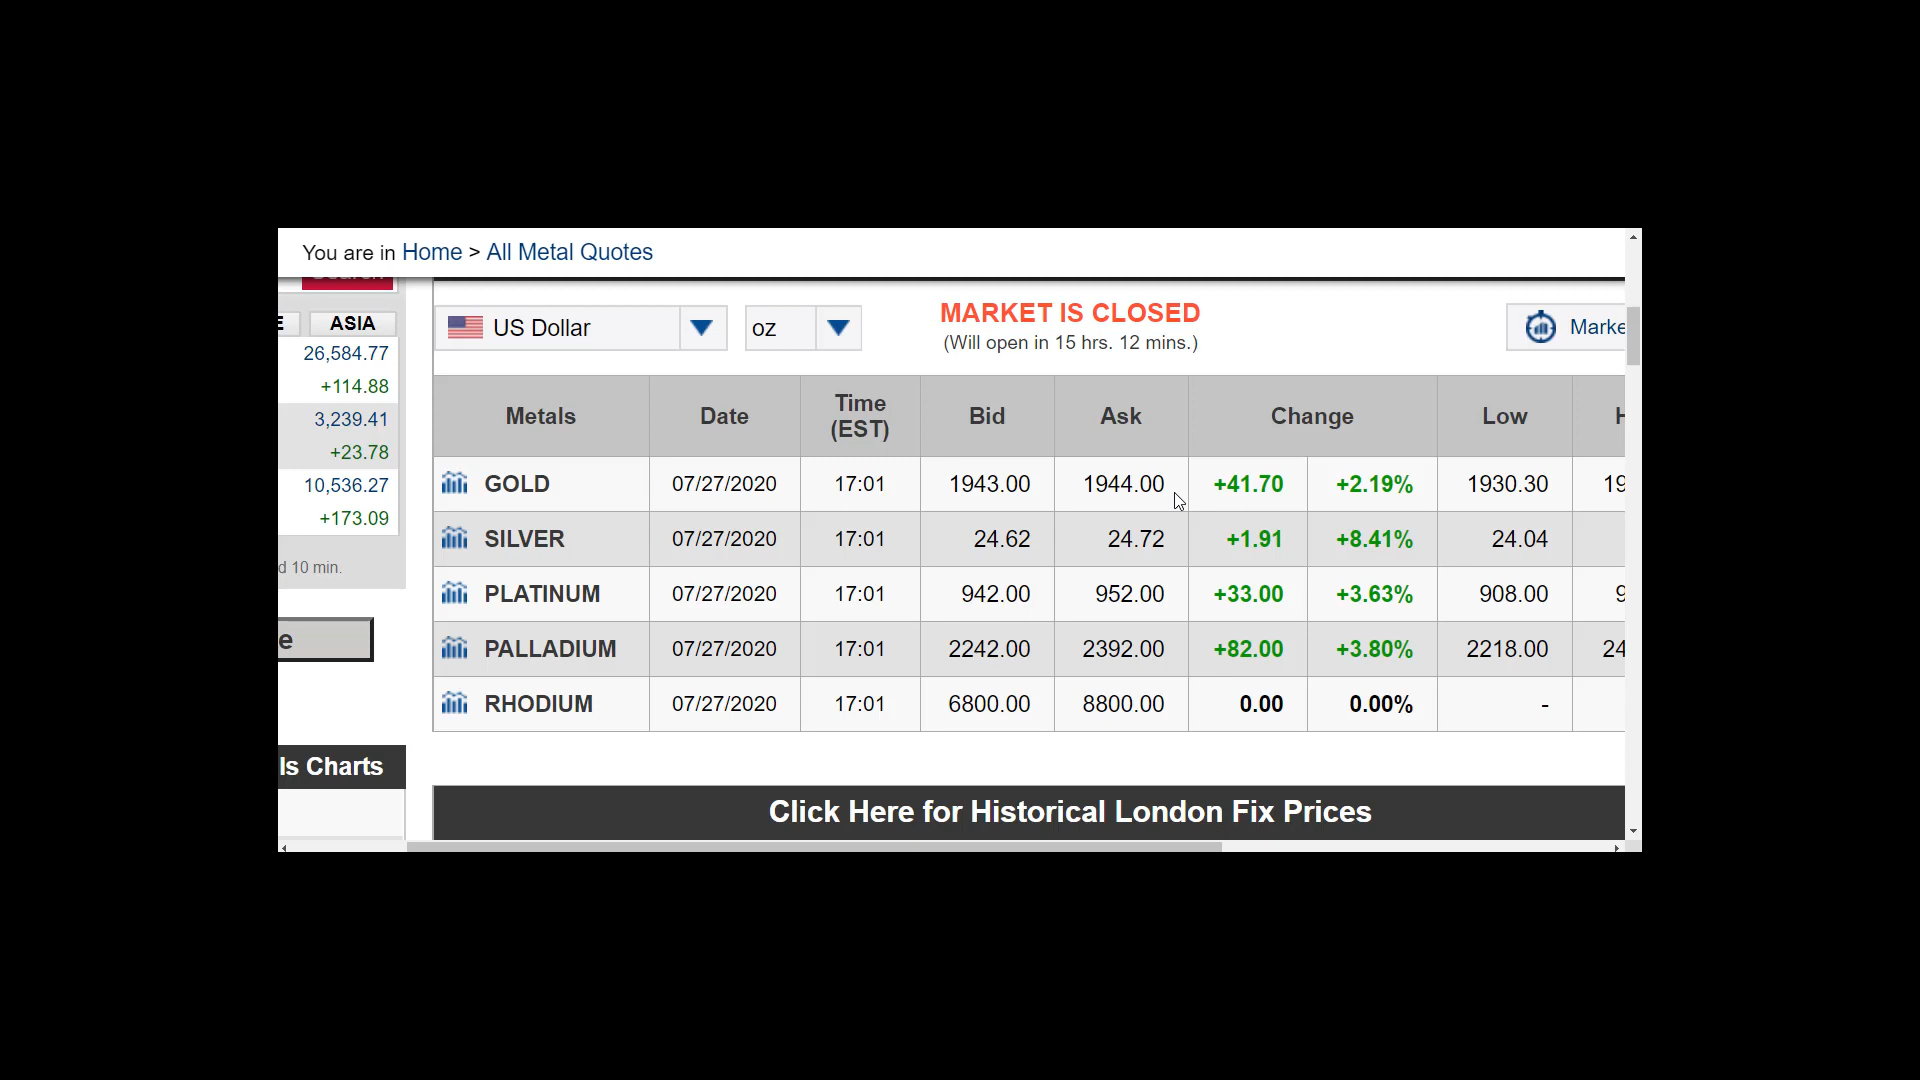 You are in Home > All Metal Quotes
ASIA
26,584.77
+114.88
3,239.41
+23.78
10,536.27
+173.09
d 10 min.
e
ls Charts
US Dollar
oz
MARKET IS CLOSED
(Will open in 15 hrs. 12 mins.)
Marke
Metals Date Time (EST) Bid Ask Change Low H
GOLD 07/27/2020 17:01 1943.00 1944.00 +41.70 +2.19% 1930.30 19
SILVER 07/27/2020 17:01 24.62 24.72 +1.91 +8.41% 24.04
PLATINUM 07/27/2020 17:01 942.00 952.00 +33.00 +3.63% 908.00 9
PALLADIUM 07/27/2020 17:01 2242.00 2392.00 +82.00 +3.80% 2218.00 24
RHODIUM 07/27/2020 17:01 6800.00 8800.00 0.00 0.00% -
Click Here for Historical London Fix Prices